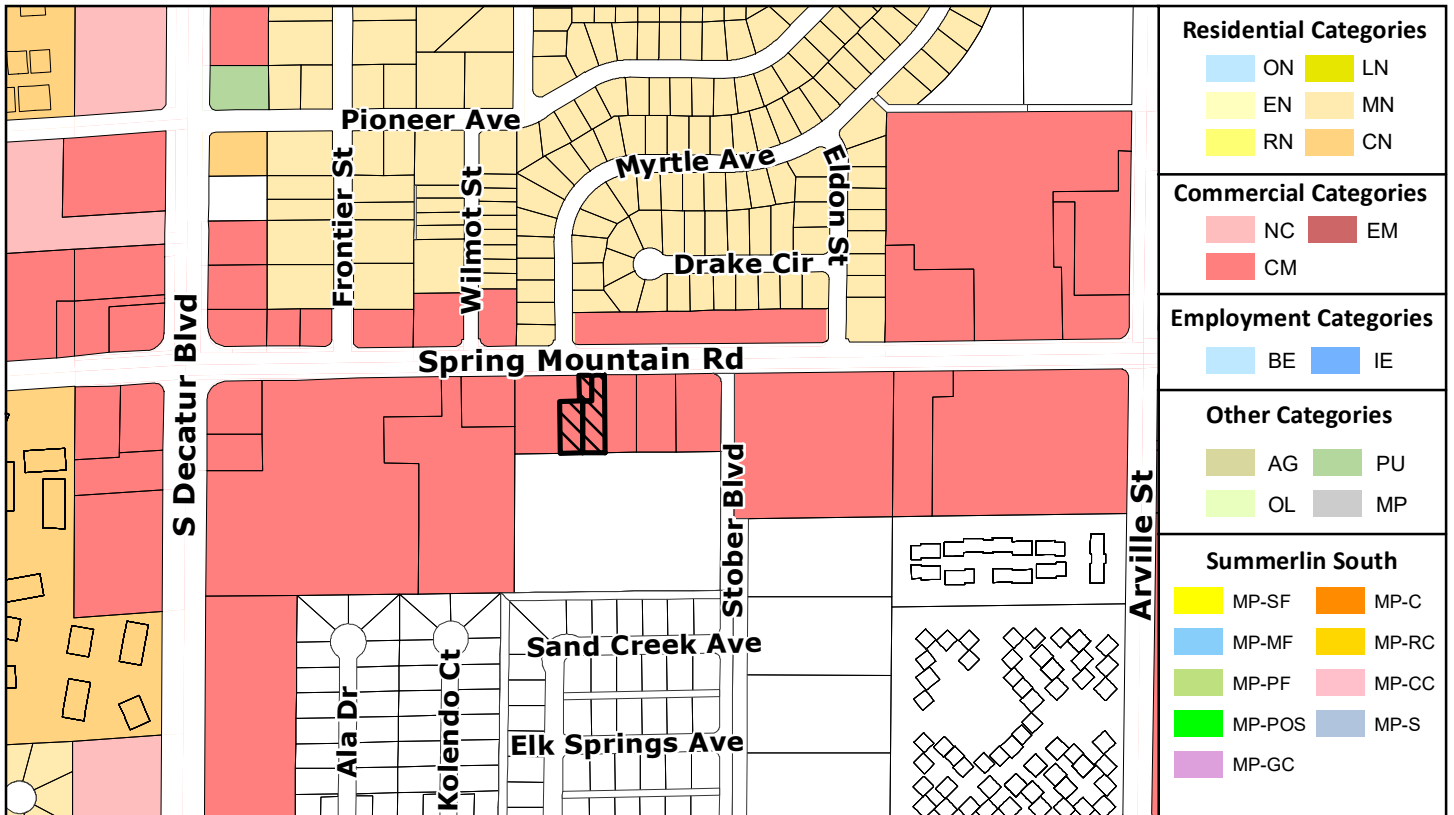 Pioneer Ave
Myrtle Ave
Eldon St
Frontier St
Wilmot St
Drake Cir
S Decatur Blvd
Spring Mountain Rd
Stober Blvd
Arville St
Sand Creek Ave
Ala Dr
Kolendo Ct
Elk Springs Ave
Residential Categories
ON LN
EN MN
RN CN
Commercial Categories
NC EM
CM
Employment Categories
BE IE
Other Categories
AG PU
OL MP
Summerlin South
MP-SF MP-C
MP-MF MP-RC
MP-PF MP-CC
MP-POS MP-S
MP-GC